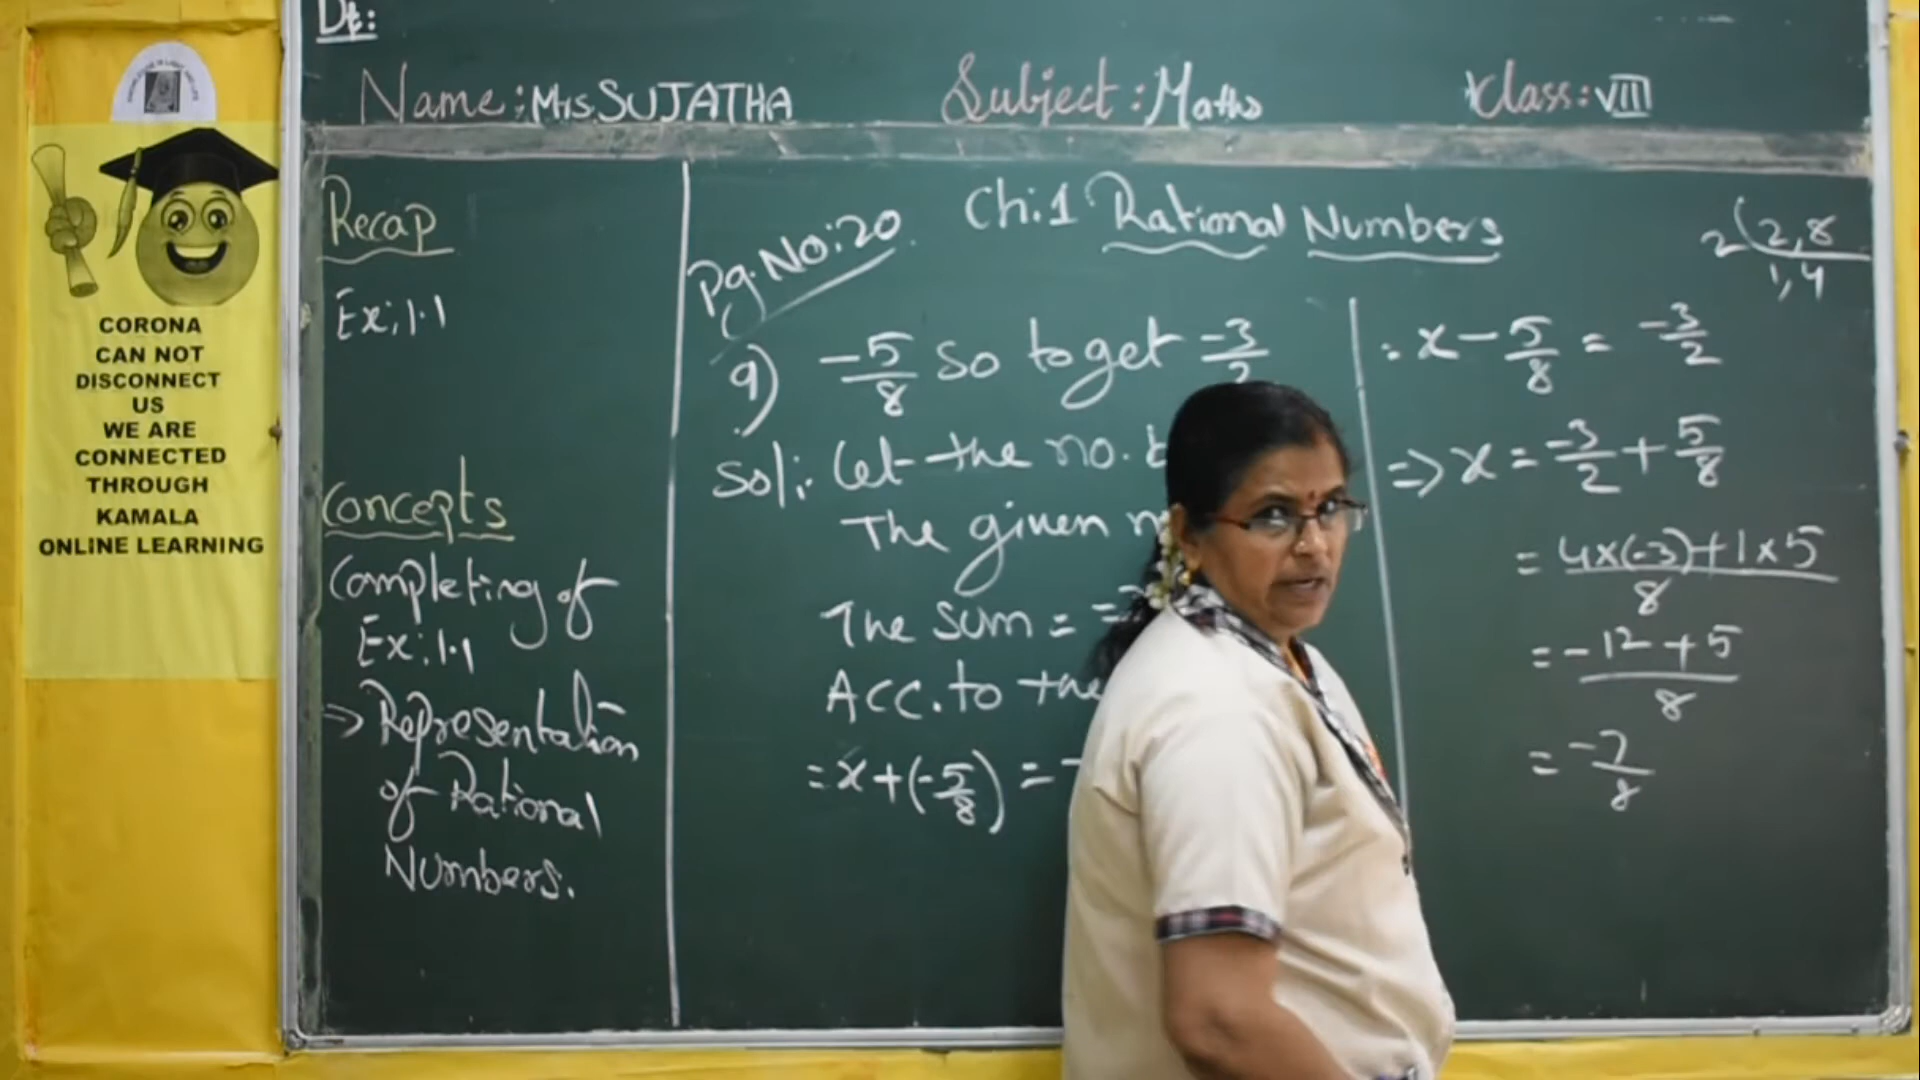 Dt:
Name: Mrs. SUJATHA Subject: Maths Class: VIII
CORONA
CAN NOT
DISCONNECT
US
WE ARE
CONNECTED
THROUGH
KAMALA
ONLINE LEARNING
Recap
Ex: 1.1
Concepts
Completing of
Ex: 1.1
→ Representation
of Rational
Numbers.
Ch: 1 Rational Numbers
Pg. No: 20
9) -5/8 so to get -3/2
Sol: Let the no.
The given
The sum =
Acc. to the
= x + (-5/8) = -
2 ( 2, 8
1, 4
: x - 5/8 = -3/2
=> x = -3/2 + 5/8
= 4x(-3)+1x5
8
= -12 + 5
8
= -7/8